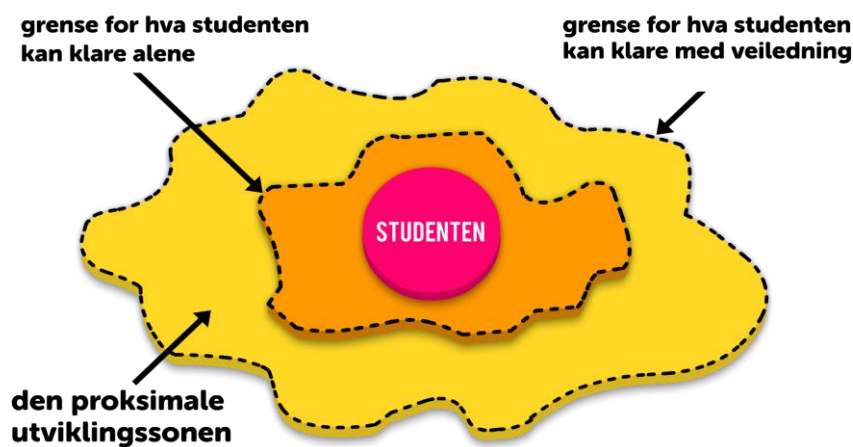 grense for hva studenten
kan klare alene
grense for hva studenten
kan klare med veiledning
STUDENTEN
den proksimale
utviklingssonen